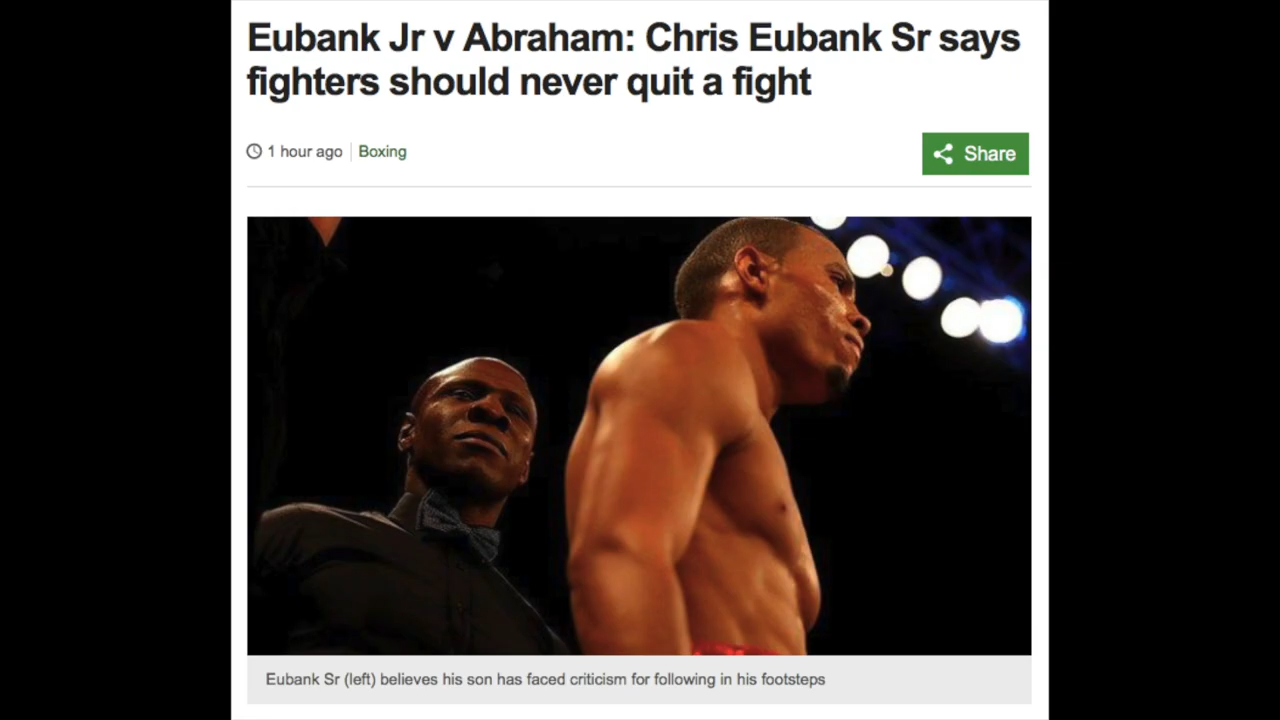 Eubank Jr v Abraham: Chris Eubank Sr says
fighters should never quit a fight
1 hour ago Boxing
Share
Eubank Sr (left) believes his son has faced criticism for following in his footsteps